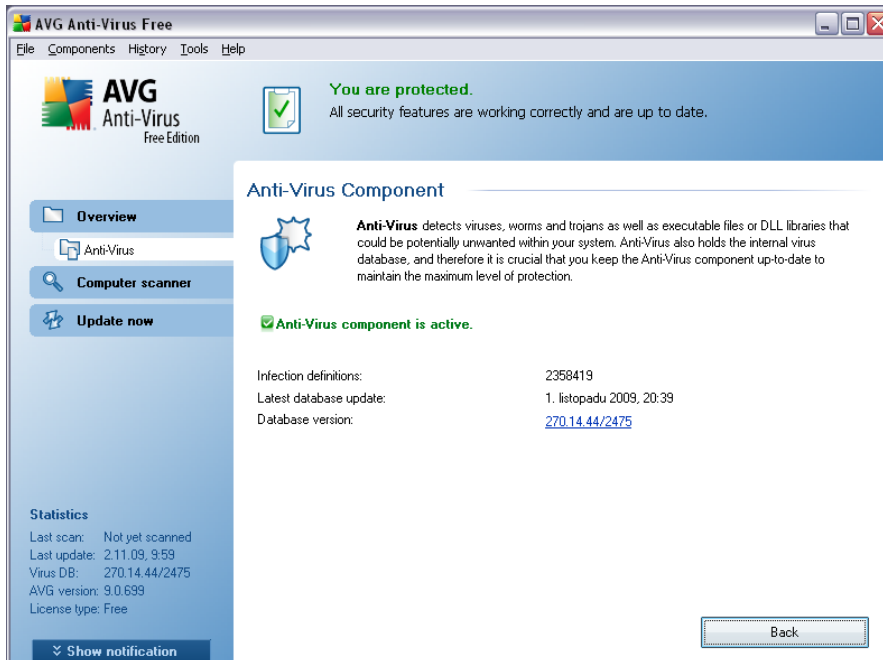 AVG Anti-Virus Free
File Components History Tools Help
AVG
Anti-Virus
Free Edition
You are protected.
All security features are working correctly and are up to date.
Overview
Anti-Virus
Computer scanner
Update now
Anti-Virus Component
Anti-Virus detects viruses, worms and trojans as well as executable files or DLL libraries that
could be potentially unwanted within your system. Anti-Virus also holds the internal virus
database, and therefore it is crucial that you keep the Anti-Virus component up-to-date to
maintain the maximum level of protection.
Anti-Virus component is active.
Infection definitions: 2358419
Latest database update: 1. listopadu 2009, 20:39
Database version: 270.14.44/2475
Statistics
Last scan: Not yet scanned
Last update: 2.11.09, 9:59
Virus DB: 270.14.44/2475
AVG version: 9.0.699
License type: Free
Show notification
Back